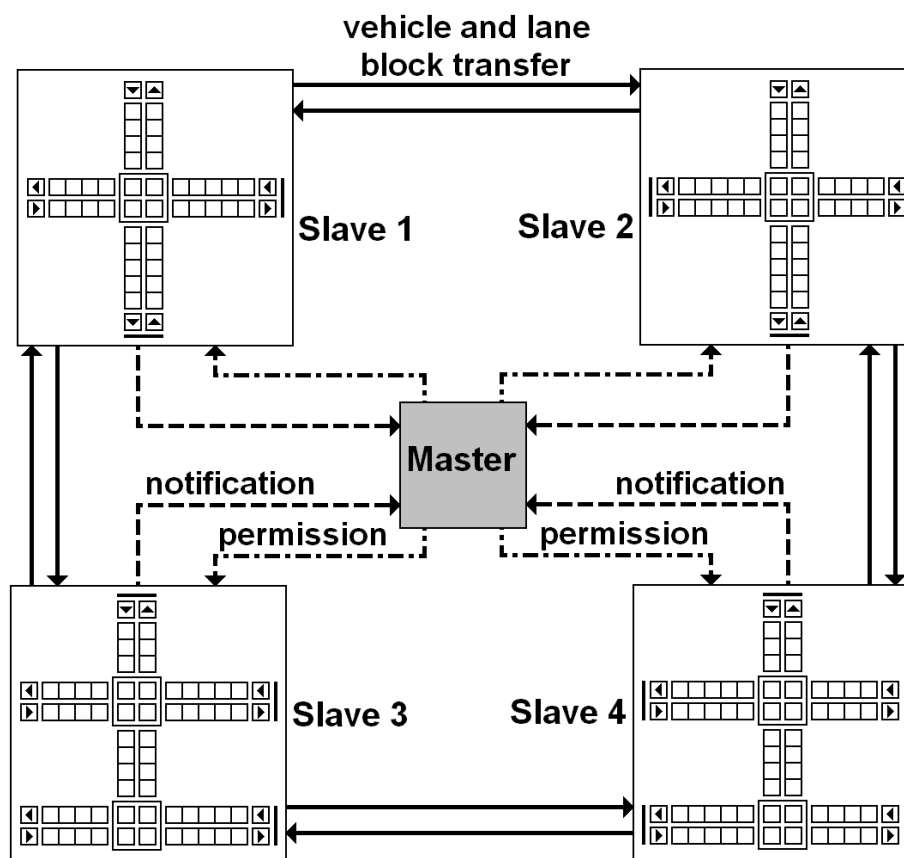 vehicle and lane
block transfer
Slave 1
Slave 2
Master
notification
notification
permission
permission
Slave 3
Slave 4